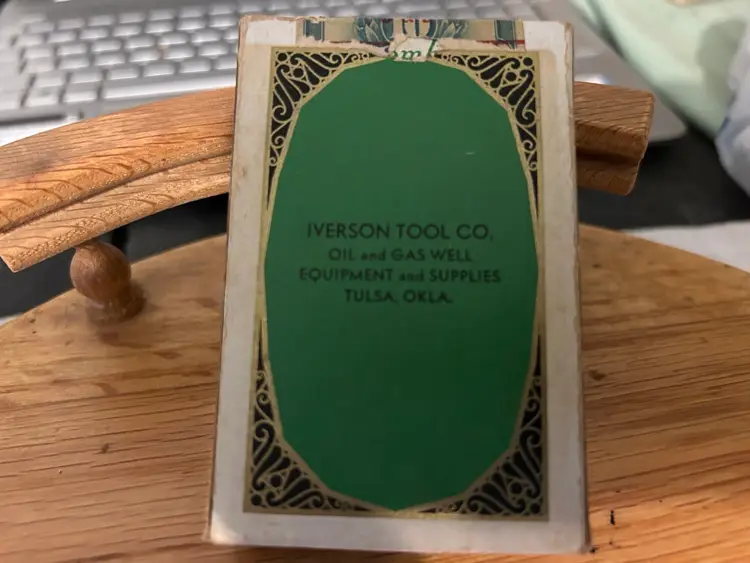 IVERSON TOOL CO.
OIL and GAS WELL
EQUIPMENT and SUPPLIES
TULSA, OKLA.